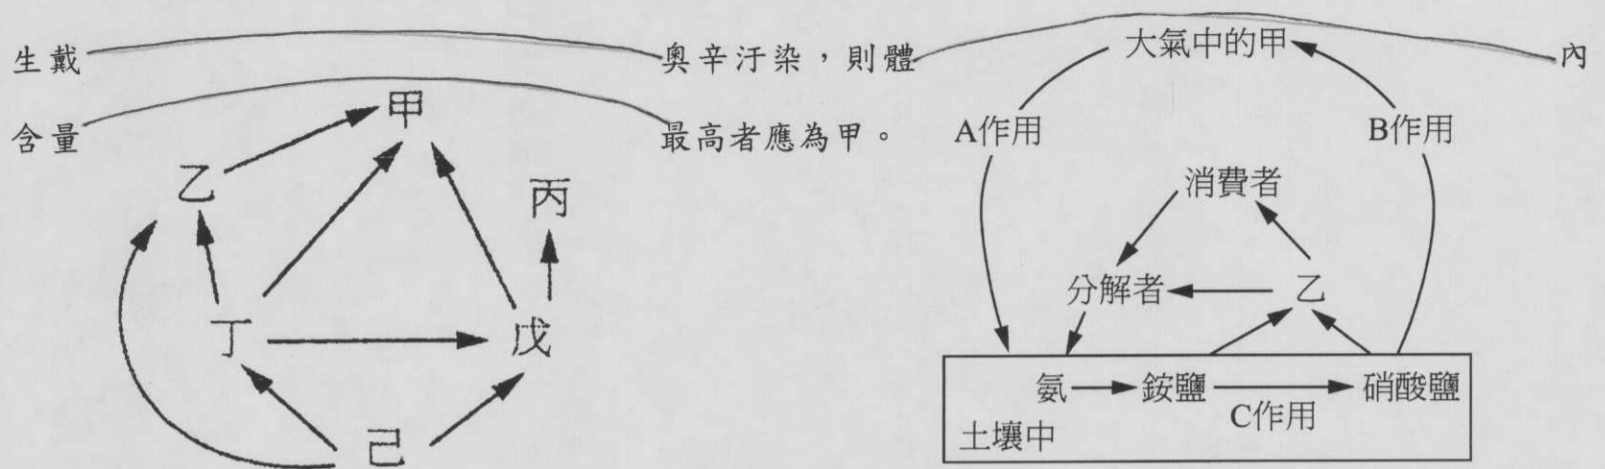 生戴 奧辛汙染，則體 內
含量 最高者應為甲。
甲
乙
丙
丁
戊
己
大氣中的甲
A作用
B作用
消費者
分解者
乙
氨
銨鹽
硝酸鹽
C作用
土壤中